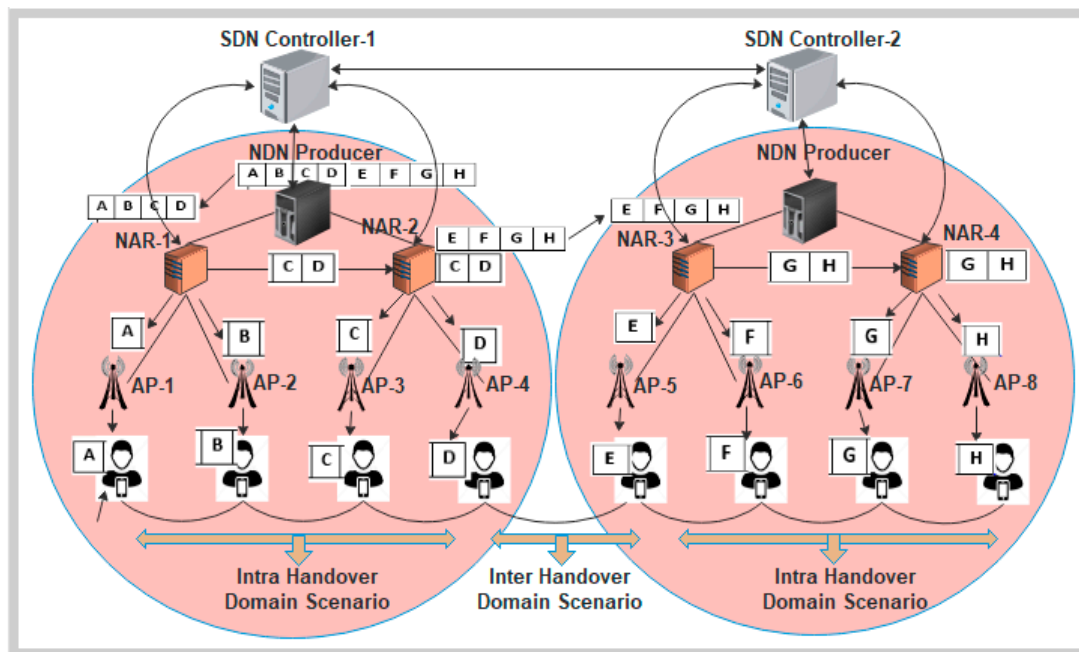 SDN Controller-1
SDN Controller-2
NDN Producer
NDN Producer
A B C D E F G H
A B C D
E F G H
NAR-1
NAR-2
E F G H
NAR-3
NAR-4
C D
C D
G H
G H
A
B
C
D
E
F
G
H
AP-1
AP-2
AP-3
AP-4
AP-5
AP-6
AP-7
AP-8
A
B
C
D
E
F
G
H
Intra Handover
Domain Scenario
Inter Handover
Domain Scenario
Intra Handover
Domain Scenario